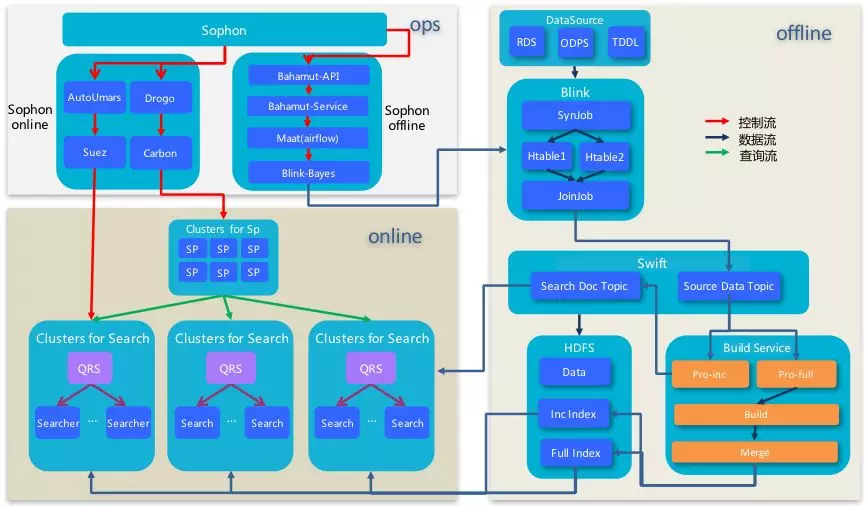 ops
Sophon
Sophon
online
AutoUmars
Drogo
Suez
Carbon
Bahamut-API
Bahamut-Service
Maat(airflow)
Blink-Bayes
Sophon
offline
offline
DataSource
RDS
ODPS
TDDL
Blink
SynJob
Htable1
Htable2
JoinJob
控制流
数据流
查询流
online
Clusters for Sp
SP
SP
SP
SP
SP
SP
Clusters for Search
QRS
Searcher
...
Searcher
Clusters for Search
QRS
Search
...
Search
Clusters for Search
QRS
Search
...
Search
Swift
Search Doc Topic
Source Data Topic
HDFS
Data
Inc Index
Full Index
Build Service
Pro-inc
Pro-full
Build
Merge